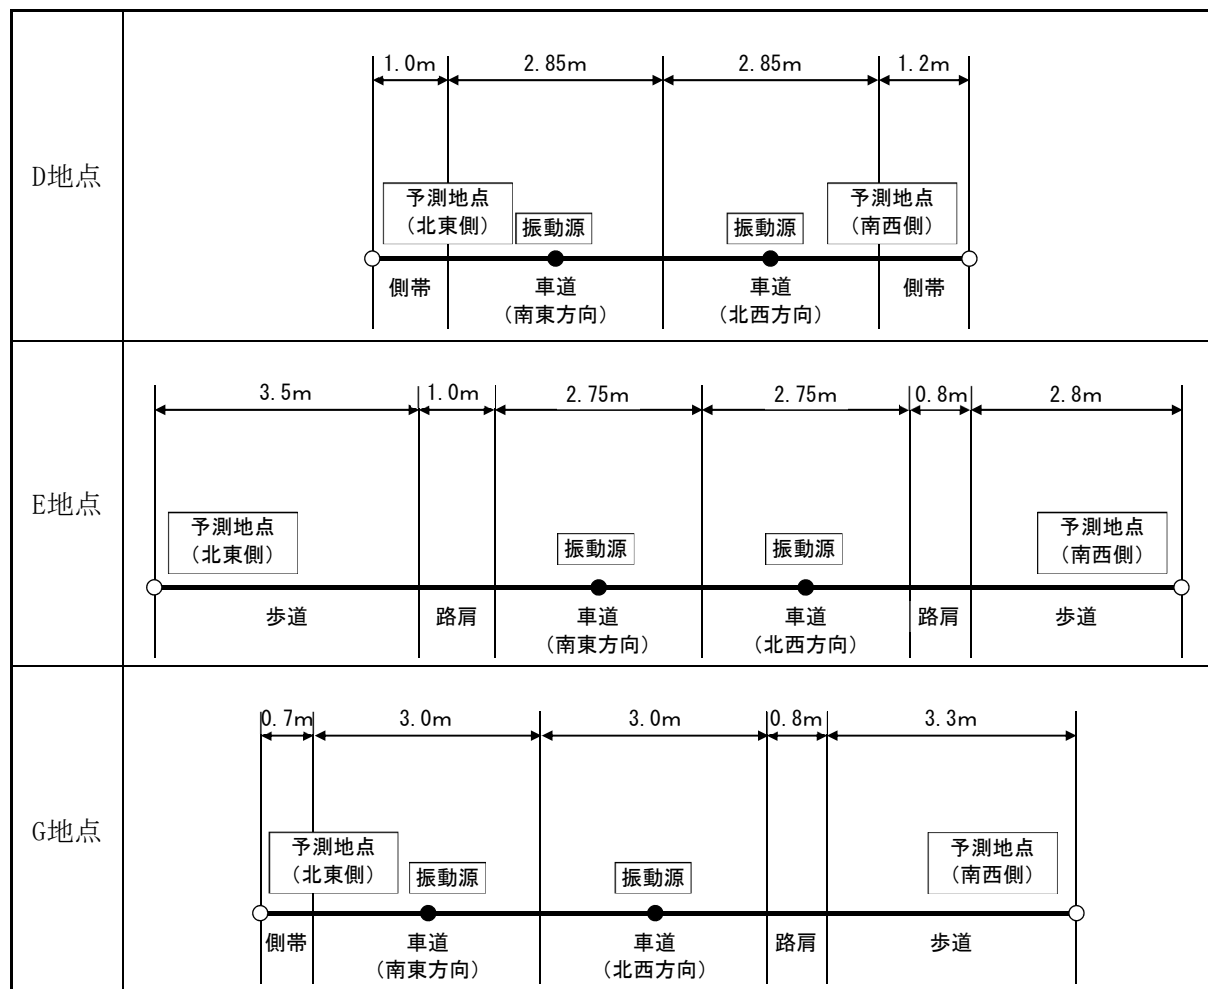 D地点
1.0m
2.85m
2.85m
1.2m
予測地点
(北東側)
振動源
振動源
予測地点
(南西側)
側帯
車道
(南東方向)
車道
(北西方向)
側帯
E地点
3.5m
1.0m
2.75m
2.75m
0.8m
2.8m
予測地点
(北東側)
振動源
振動源
予測地点
(南西側)
歩道
路肩
車道
(南東方向)
車道
(北西方向)
路肩
歩道
G地点
0.7m
3.0m
3.0m
0.8m
3.3m
予測地点
(北東側)
振動源
振動源
予測地点
(南西側)
側帯
車道
(南東方向)
車道
(北西方向)
路肩
歩道